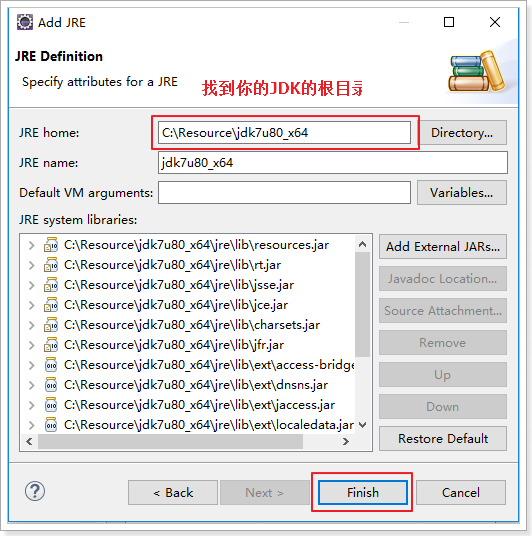 Add JRE
JRE Definition
Specify attributes for a JRE
找到你的JDK的根目录
JRE home:
C:\Resource\jdk7u80_x64
Directory...
JRE name:
jdk7u80_x64
Default VM arguments:
Variables...
JRE system libraries:
C:\Resource\jdk7u80_x64\jre\lib\resources.jar
C:\Resource\jdk7u80_x64\jre\lib\rt.jar
C:\Resource\jdk7u80_x64\jre\lib\jsse.jar
C:\Resource\jdk7u80_x64\jre\lib\jce.jar
C:\Resource\jdk7u80_x64\jre\lib\charsets.jar
C:\Resource\jdk7u80_x64\jre\lib\jfr.jar
C:\Resource\jdk7u80_x64\jre\lib\ext\access-bridge
C:\Resource\jdk7u80_x64\jre\lib\ext\dnsns.jar
C:\Resource\jdk7u80_x64\jre\lib\ext\jaccess.jar
C:\Resource\jdk7u80_x64\jre\lib\ext\localedata.jar
Add External JARs...
Javadoc Location...
Source Attachment...
Remove
Up
Down
Restore Default
?
< Back
Next >
Finish
Cancel